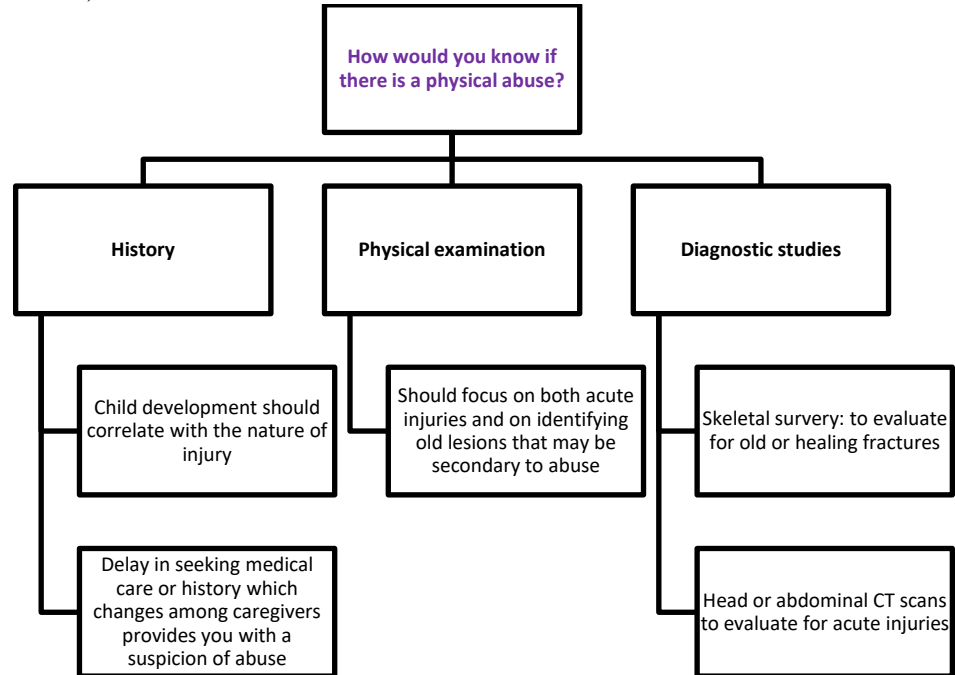 How would you know if
there is a physical abuse?
History
Physical examination
Diagnostic studies
Child development should
correlate with the nature of
injury
Should focus on both acute
injuries and on identifying
old lesions that may be
secondary to abuse
Skeletal survery: to evaluate
for old or healing fractures
Delay in seeking medical
care or history which
changes among caregivers
provides you with a
suspicion of abuse
Head or abdominal CT scans
to evaluate for acute injuries